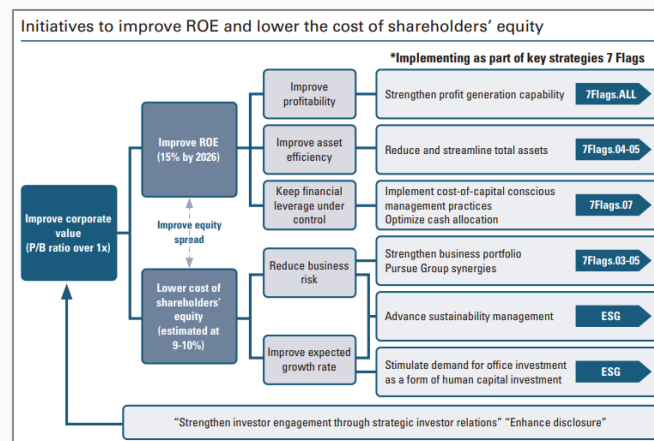 Initiatives to improve ROE and lower the cost of shareholders’ equity
*Implementing as part of key strategies 7 Flags
Improve corporate
value
(P/B ratio over 1x)
Improve ROE
(15% by 2026)
Improve equity
spread
Lower cost of
shareholders’
equity
(estimated at
9-10%)
Improve
profitability
Improve asset
efficiency
Keep financial
leverage under
control
Reduce business
risk
Improve expected
growth rate
Strengthen profit generation capability
7Flags.ALL
Reduce and streamline total assets
7Flags.04-05
Implement cost-of-capital conscious
management practices
Optimize cash allocation
7Flags.07
Strengthen business portfolio
Pursue Group synergies
7Flags.03-05
Advance sustainability management
ESG
Stimulate demand for office investment
as a form of human capital investment
ESG
“Strengthen investor engagement through strategic investor relations” “Enhance disclosure”